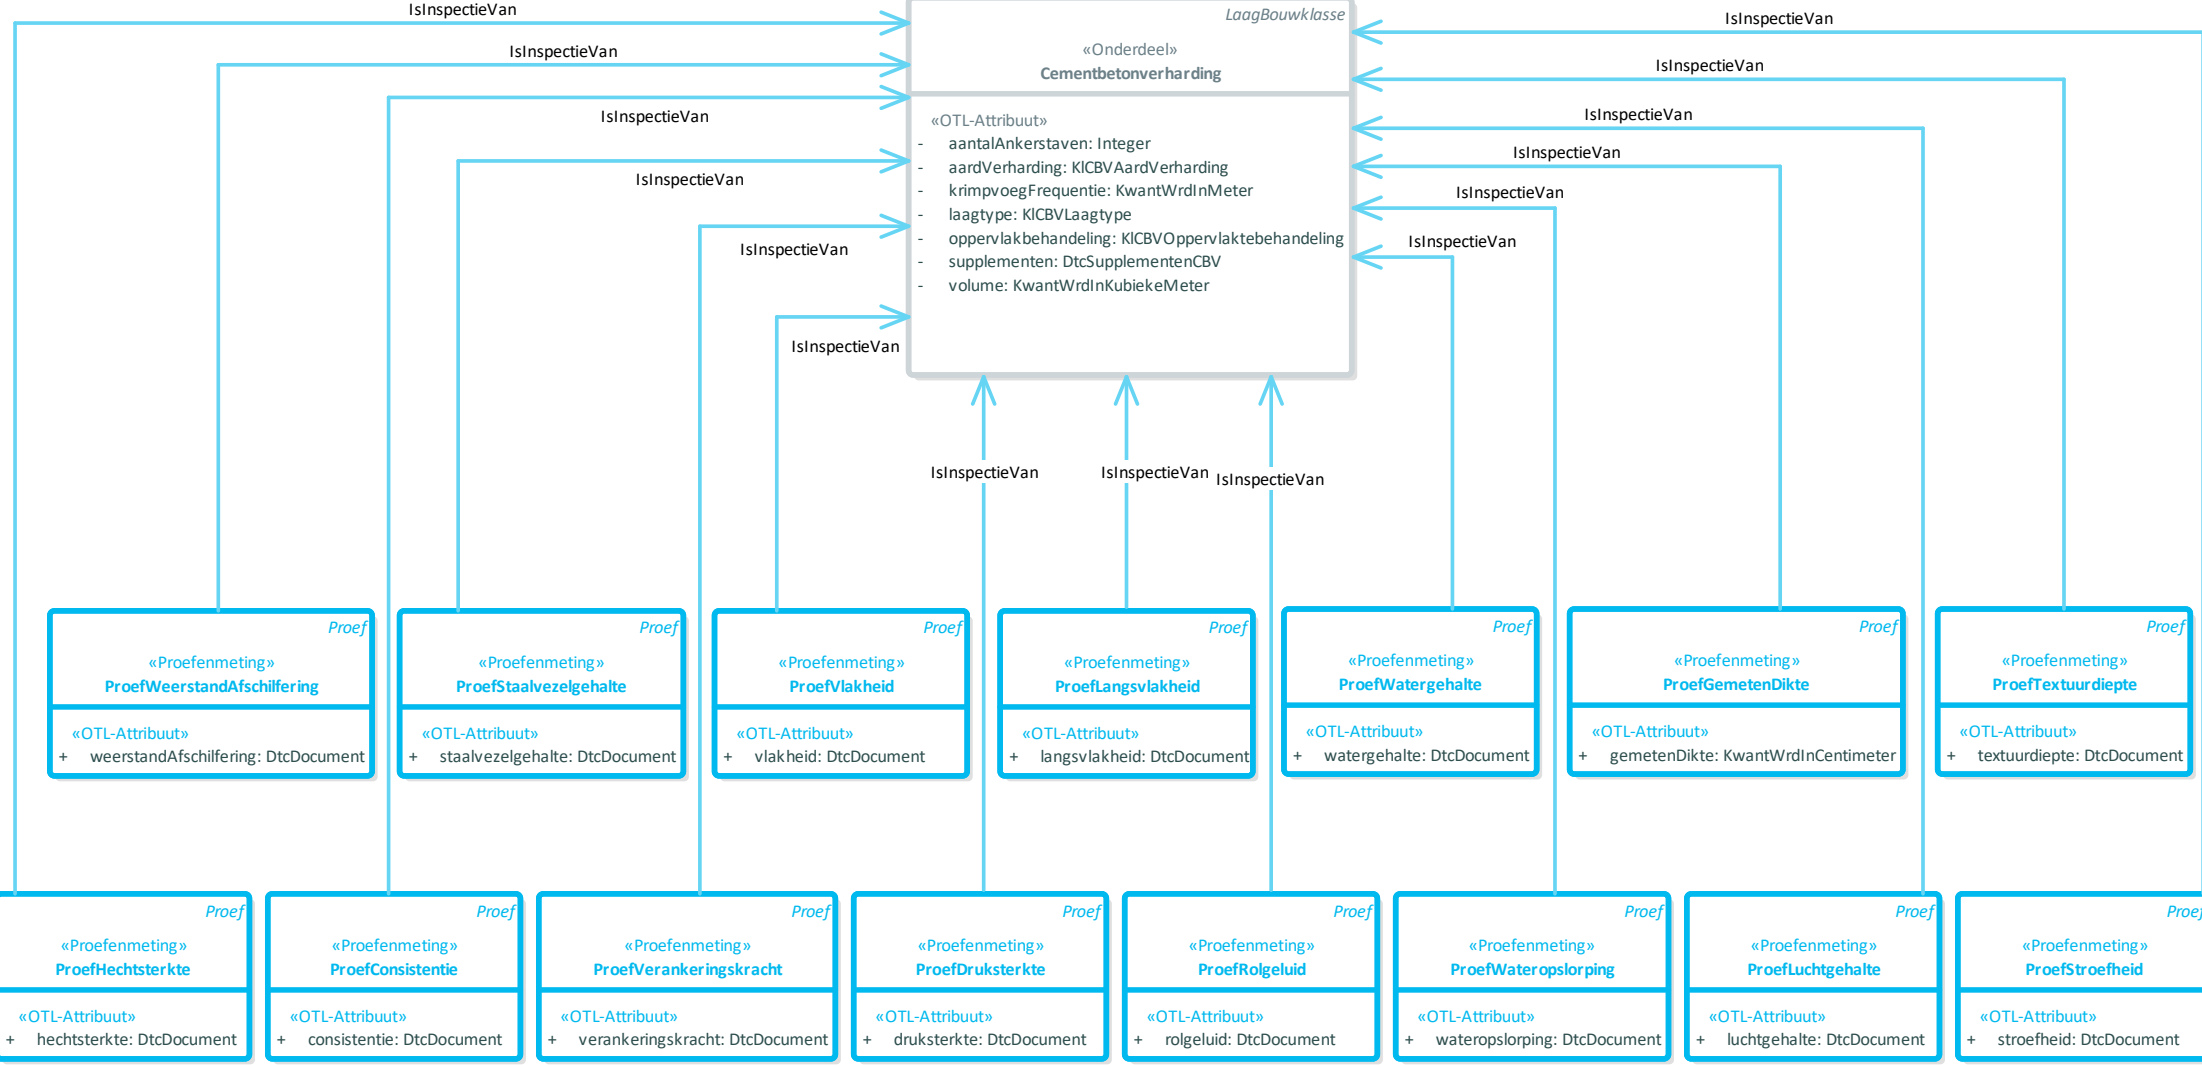 IsInspectieVan
IsInspectieVan
IsInspectieVan
IsInspectieVan
IsInspectieVan
IsInspectieVan
LaagBouwklasse
«Onderdeel»
Cementbetonverharding
«OTL-Attribuut»
- aantalAnkerstaven: Integer
- aardVerharding: KlCBVAardVerharding
- krimpvoegFrequentie: KwantWrdInMeter
- laagtype: KlCBVLaagtype
- oppervlakbehandeling: KlCBVOppervlaktebehandeling
- supplementen: DtcSupplementenCBV
- volume: KwantWrdInKubiekeMeter
IsInspectieVan
IsInspectieVan
IsInspectieVan
IsInspectieVan
IsInspectieVan
IsInspectieVan
IsInspectieVan
IsInspectieVan
IsInspectieVan
Proef
«Proefenmeting»
ProefWeerstandAfschilfering
«OTL-Attribuut»
+ weerstandAfschilfering: DtcDocument
Proef
«Proefenmeting»
ProefStaalvezelgehalte
«OTL-Attribuut»
+ staalvezelgehalte: DtcDocument
Proef
«Proefenmeting»
ProefVlakheid
«OTL-Attribuut»
+ vlakheid: DtcDocument
Proef
«Proefenmeting»
ProefLangsvlakheid
«OTL-Attribuut»
+ langsvlakheid: DtcDocument
Proef
«Proefenmeting»
ProefWatergehalte
«OTL-Attribuut»
+ watergehalte: DtcDocument
Proef
«Proefenmeting»
ProefGemetenDikte
«OTL-Attribuut»
+ gemetenDikte: KwantWrdInCentimeter
Proef
«Proefenmeting»
ProefTextuurdiepte
«OTL-Attribuut»
+ textuurdiepte: DtcDocument
Proef
«Proefenmeting»
ProefHechtsterkte
«OTL-Attribuut»
+ hechtsterkte: DtcDocument
Proef
«Proefenmeting»
ProefConsistentie
«OTL-Attribuut»
+ consistentie: DtcDocument
Proef
«Proefenmeting»
ProefVerankeringskracht
«OTL-Attribuut»
+ verankeringskracht: DtcDocument
Proef
«Proefenmeting»
ProefDruksterkte
«OTL-Attribuut»
+ druksterkte: DtcDocument
Proef
«Proefenmeting»
ProefRolgeluid
«OTL-Attribuut»
+ rolgeluid: DtcDocument
Proef
«Proefenmeting»
ProefWateropslorping
«OTL-Attribuut»
+ wateropslorping: DtcDocument
Proef
«Proefenmeting»
ProefLuchtgehalte
«OTL-Attribuut»
+ luchtgehalte: DtcDocument
Proef
«Proefenmeting»
ProefStroefheid
«OTL-Attribuut»
+ stroefheid: DtcDocument